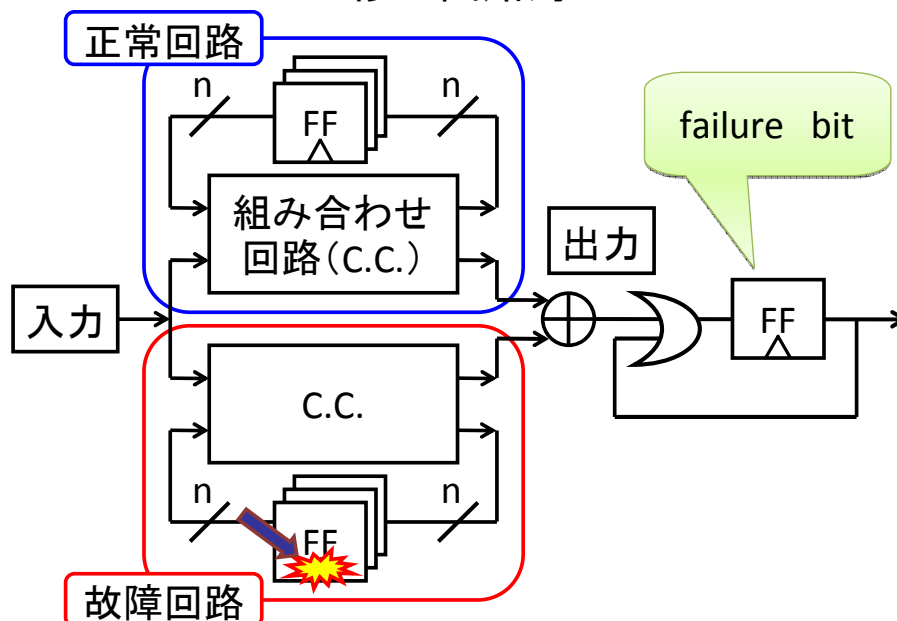 正常回路
n
n
FF
failure bit
組み合わせ
回路(C.C.)
出力
入力
FF
C.C.
n
n
FF
故障回路